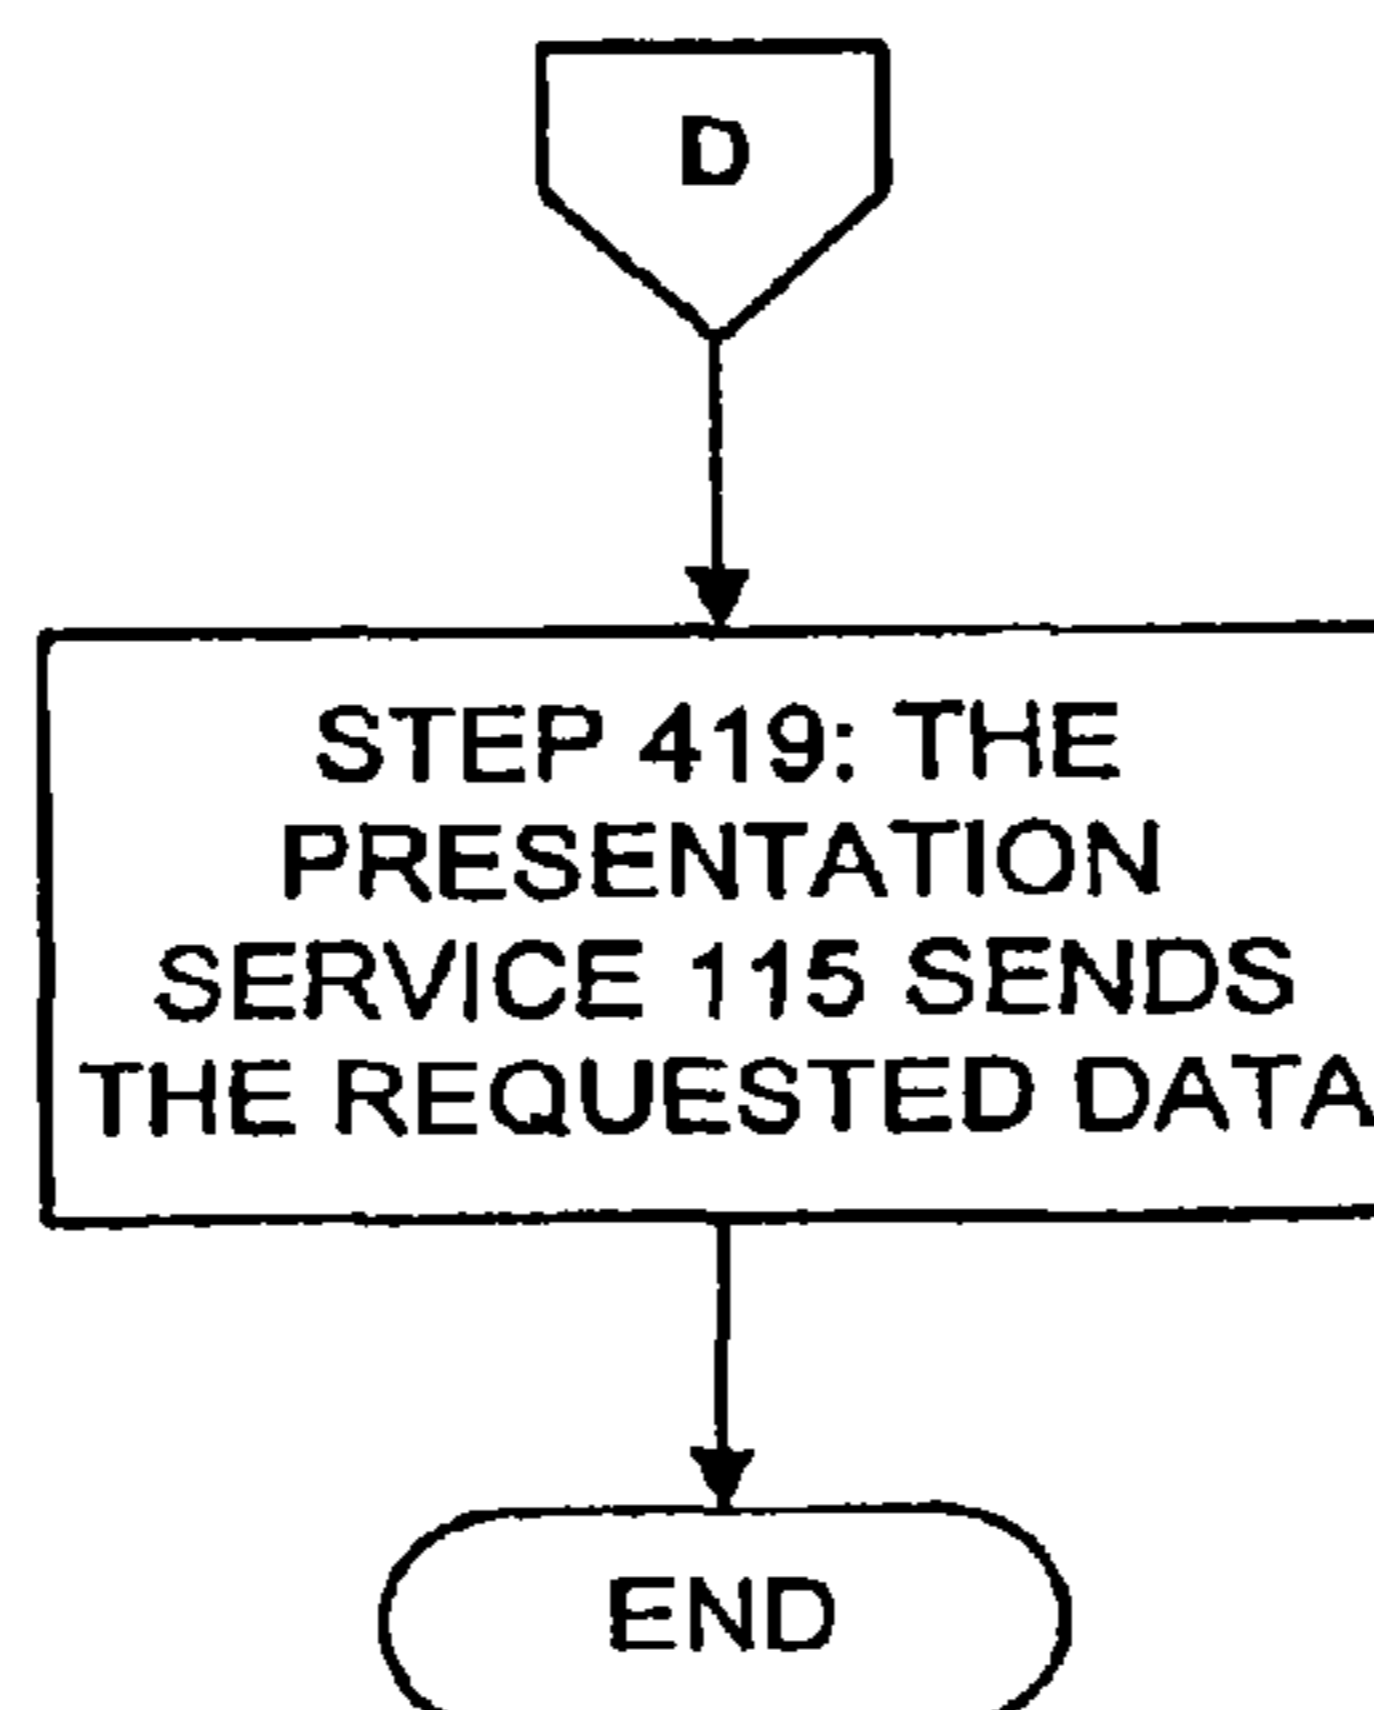 D
STEP 419: THE
PRESENTATION
SERVICE 115 SENDS
THE REQUESTED DATA
END